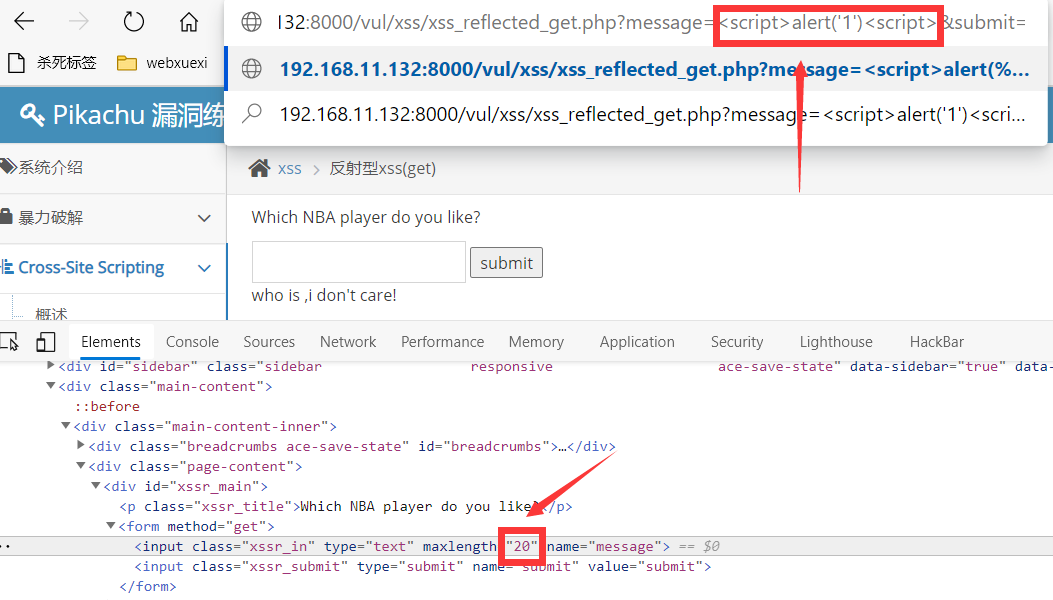 132:8000/vul/xss/xss_reflected_get.php?message=<script>alert('1')<script>&submit=
杀死标签 webxuexi
192.168.11.132:8000/vul/xss/xss_reflected_get.php?message=<script>alert(%...
192.168.11.132:8000/vul/xss/xss_reflected_get.php?message=<script>alert('1')<scri...
Pikachu 漏洞练
系统介绍
xss > 反射型xss(get)
暴力破解
Which NBA player do you like?
Cross-Site Scripting
submit
who is ,i don't care!
概述
Elements Console Sources Network Performance Memory Application Security Lighthouse HackBar
<div id="sidebar" class="sidebar responsive ace-save-state" data-sidebar="true" data-
<div class="main-content">
::before
<div class="main-content-inner">
<div class="breadcrumbs ace-save-state" id="breadcrumbs">…</div>
<div class="page-content">
<div id="xssr_main">
<p class="xssr_title">Which NBA player do you like?</p>
<form method="get">
<input class="xssr_in" type="text" maxlength="20" name="message"> == $0
<input class="xssr_submit" type="submit" name="submit" value="submit">
</form>